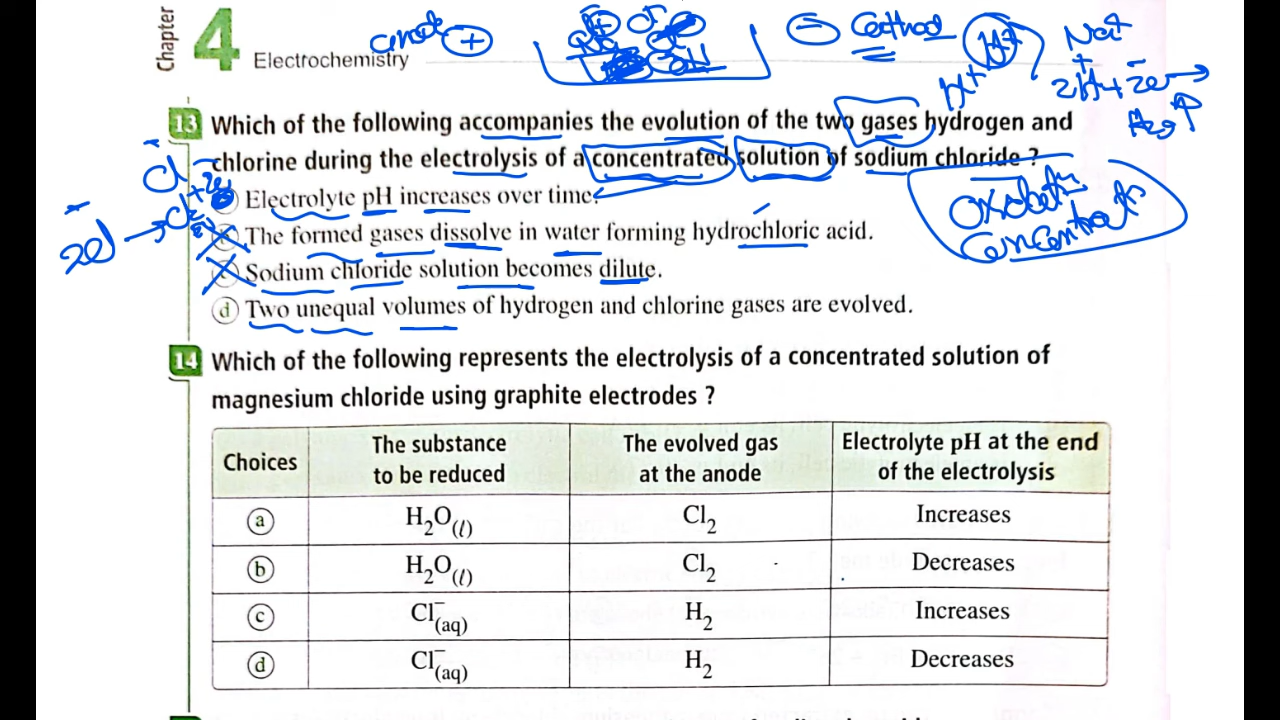 Chapter
4
Electrochemistry
anode +
− Cathod
H+
Na+
H+
2H + 2e →
13 Which of the following accompanies the evolution of the two gases hydrogen and
chlorine during the electrolysis of a concentrated solution of sodium chloride ?
Electrolyte pH increases over time.
The formed gases dissolve in water forming hydrochloric acid.
Sodium chloride solution becomes dilute.
d Two unequal volumes of hydrogen and chlorine gases are evolved.
14 Which of the following represents the electrolysis of a concentrated solution of
magnesium chloride using graphite electrodes ?
Choices The substance to be reduced The evolved gas at the anode Electrolyte pH at the end of the electrolysis
a H2O(l) Cl2 Increases
b H2O(l) Cl2 Decreases
c Cl−(aq) H2 Increases
d Cl−(aq) H2 Decreases